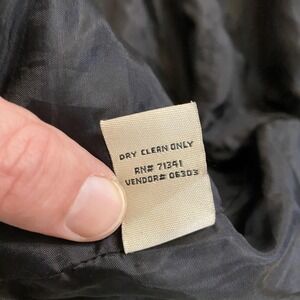 DRY CLEAN ONLY
RN# 71341
VENDOR# 06303